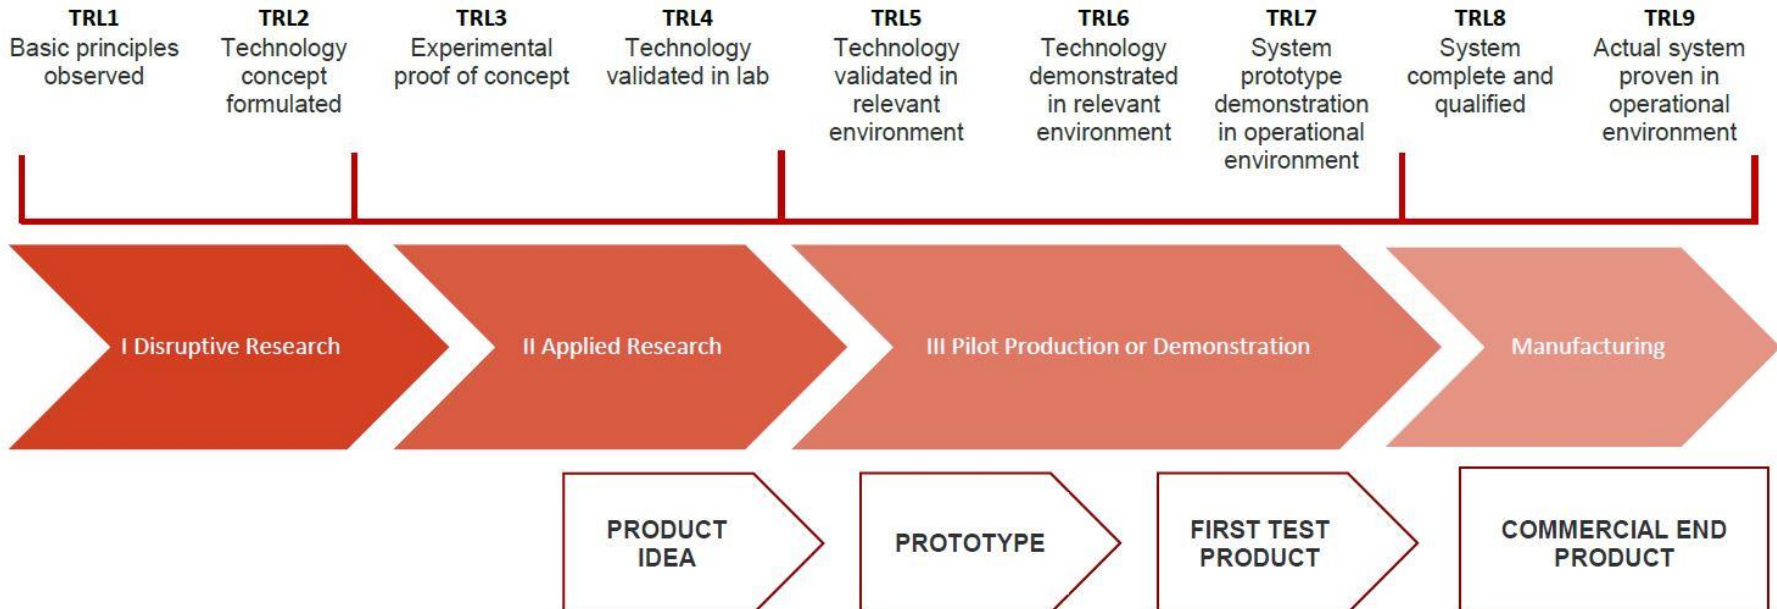 TRL1
Basic principles
observed
TRL2
Technology
concept
formulated
TRL3
Experimental
proof of concept
TRL4
Technology
validated in lab
TRL5
Technology
validated in
relevant
environment
TRL6
Technology
demonstrated
in relevant
environment
TRL7
System
prototype
demonstration
in operational
environment
TRL8
System
complete and
qualified
TRL9
Actual system
proven in
operational
environment
I Disruptive Research
II Applied Research
III Pilot Production or Demonstration
Manufacturing
PRODUCT
IDEA
PROTOTYPE
FIRST TEST
PRODUCT
COMMERCIAL END
PRODUCT